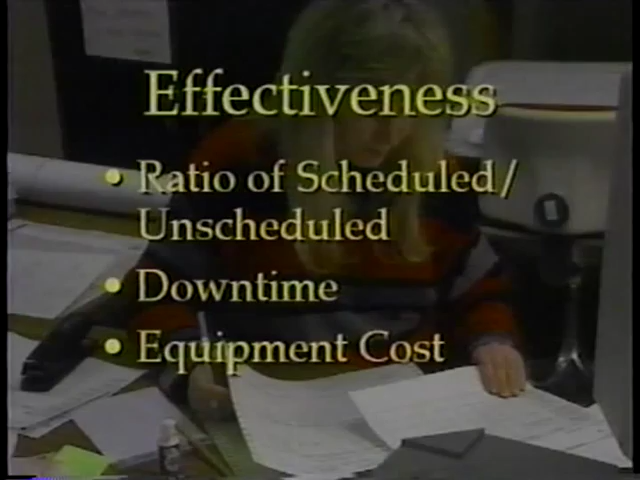 Effectiveness
• Ratio of Scheduled/
Unscheduled
• Downtime
• Equipment Cost